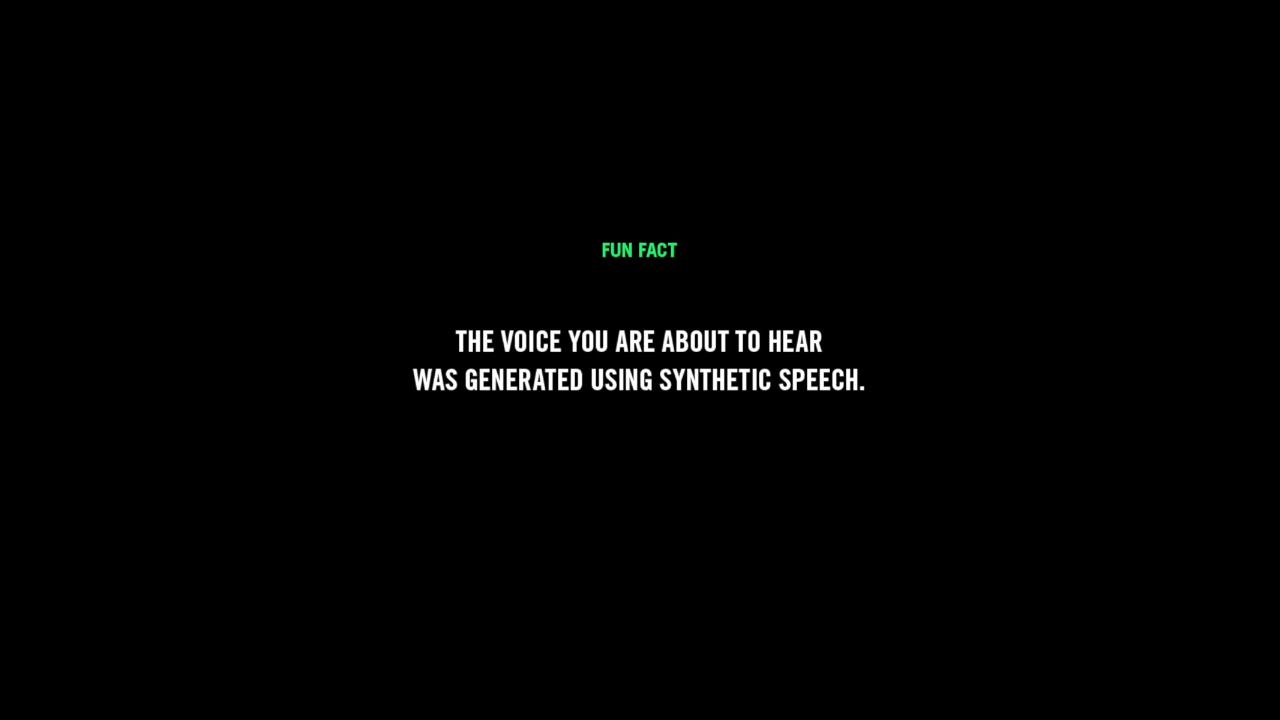 FUN FACT
THE VOICE YOU ARE ABOUT TO HEAR
WAS GENERATED USING SYNTHETIC SPEECH.